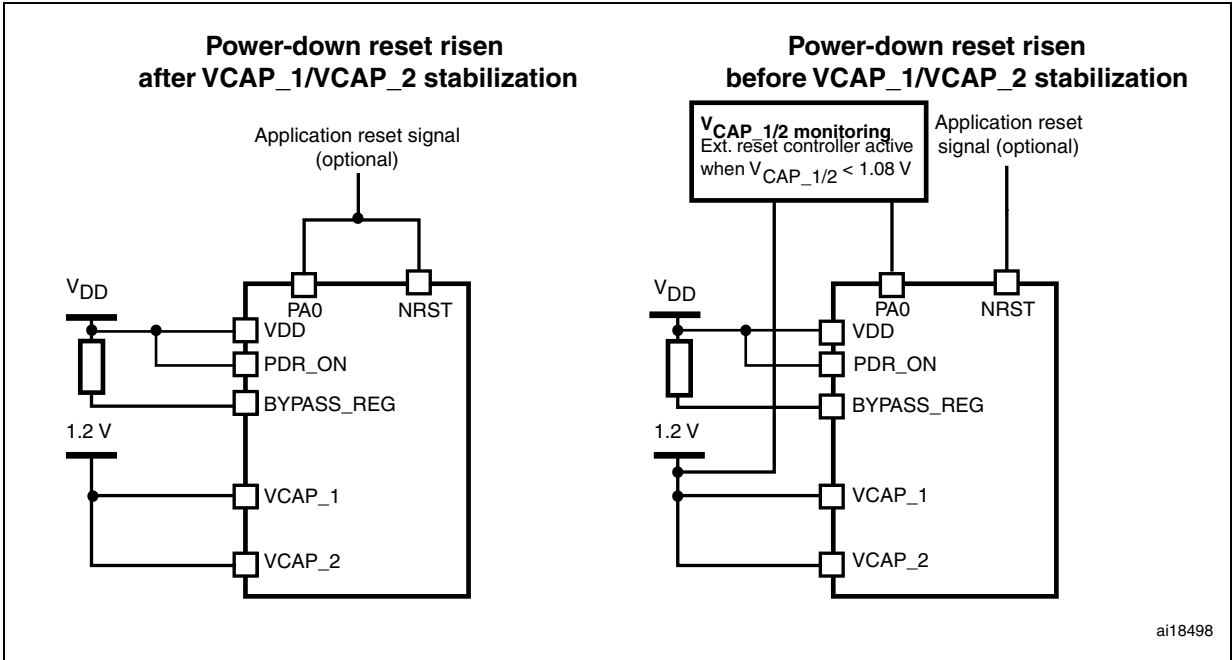 Power-down reset risen
after VCAP_1/VCAP_2 stabilization
Application reset signal
(optional)
VDD
PA0
NRST
VDD
PDR_ON
BYPASS_REG
1.2 V
VCAP_1
VCAP_2
Power-down reset risen
before VCAP_1/VCAP_2 stabilization
VCAP_1/2 monitoring
Ext. reset controller active
when VCAP_1/2 < 1.08 V
Application reset
signal (optional)
VDD
PA0
NRST
VDD
PDR_ON
BYPASS_REG
1.2 V
VCAP_1
VCAP_2
ai18498